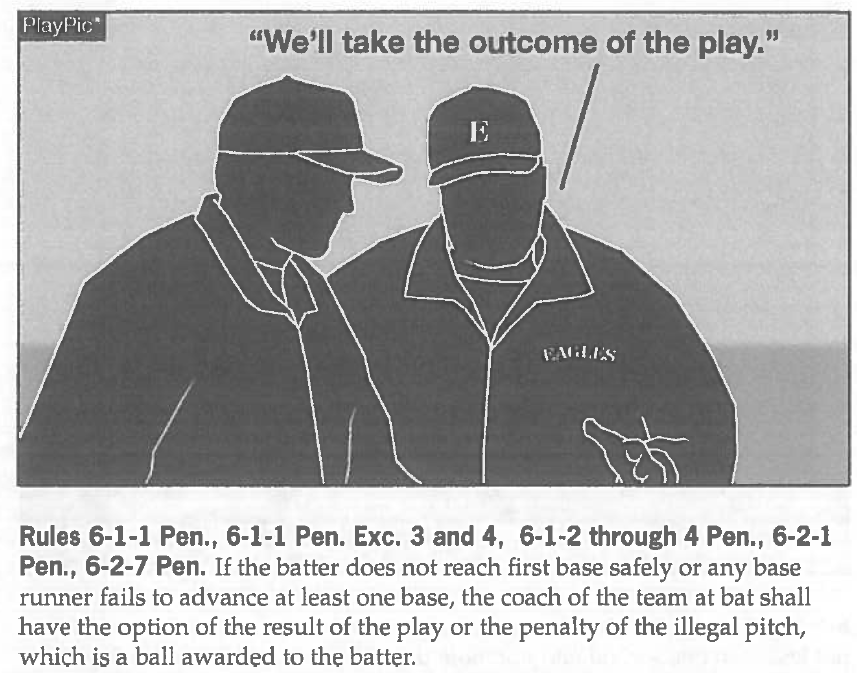 PlayPic*
“We’ll take the outcome of the play.”
E
EAGLES
Rules 6-1-1 Pen., 6-1-1 Pen. Exc. 3 and 4, 6-1-2 through 4 Pen., 6-2-1
Pen., 6-2-7 Pen. If the batter does not reach first base safely or any base
runner fails to advance at least one base, the coach of the team at bat shall
have the option of the result of the play or the penalty of the illegal pitch,
which is a ball awarded to the batter.